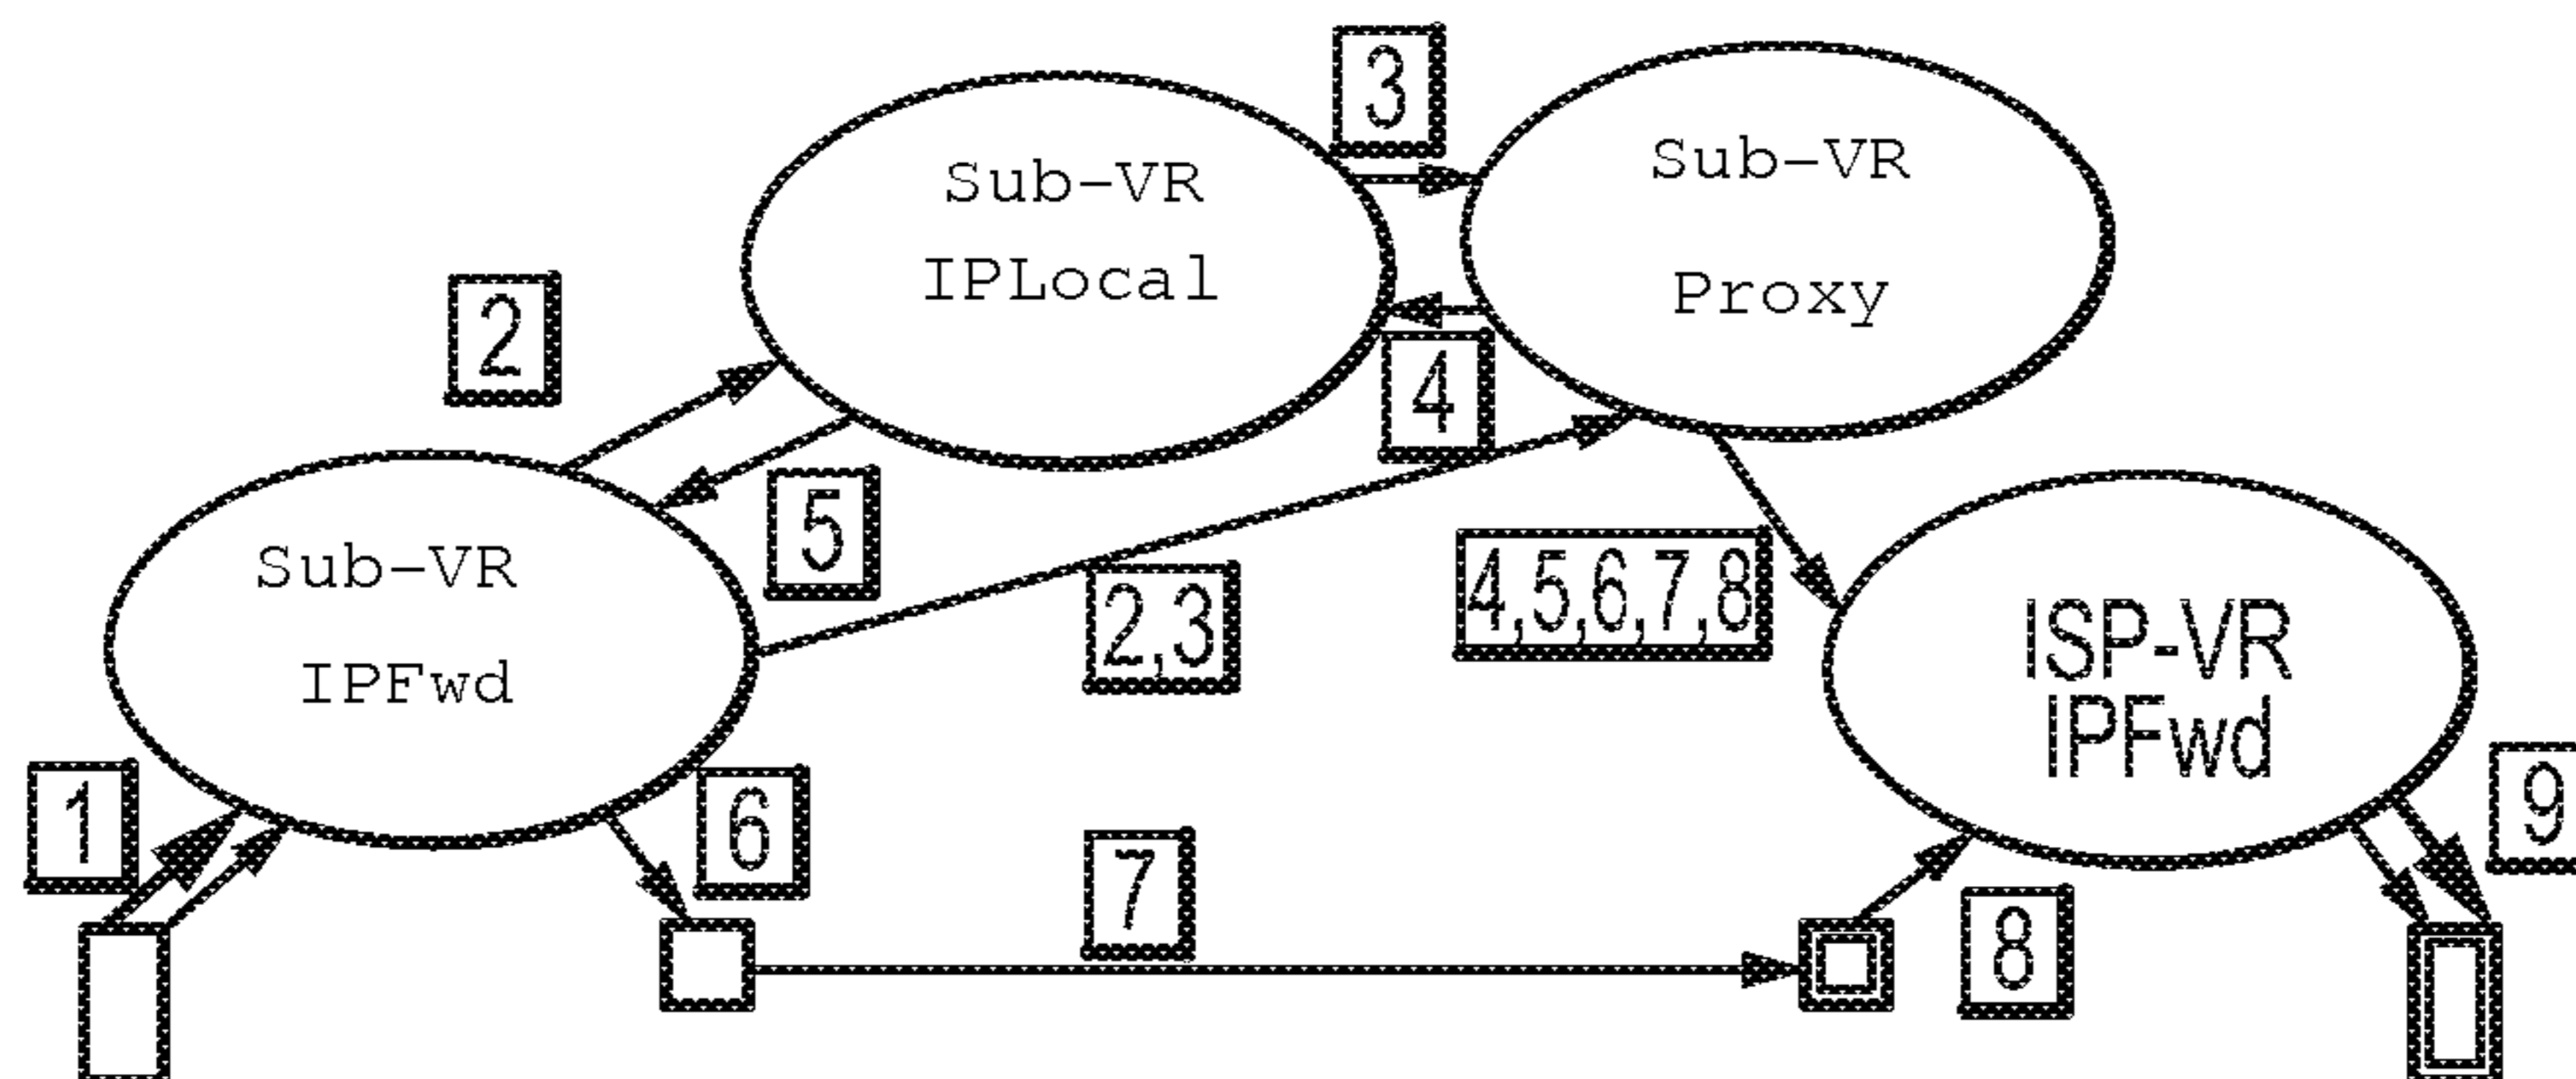 3
Sub-VR
IPLocal
Sub-VR
Proxy
2
4
5
Sub-VR
IPFwd
2,3
4,5,6,7,8
ISP-VR
IPFwd
1
6
7
8
9